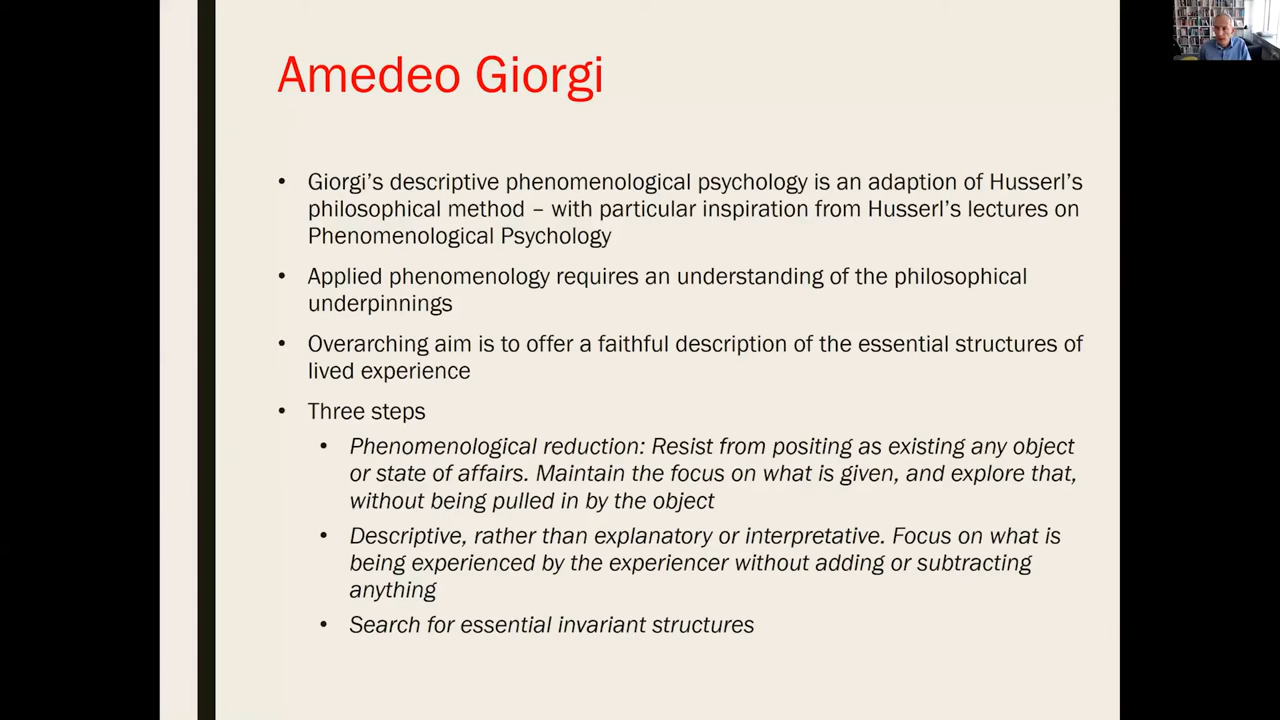 Amedeo Giorgi
• Giorgi's descriptive phenomenological psychology is an adaption of Husserl's
philosophical method – with particular inspiration from Husserl's lectures on
Phenomenological Psychology
• Applied phenomenology requires an understanding of the philosophical
underpinnings
• Overarching aim is to offer a faithful description of the essential structures of
lived experience
• Three steps
• Phenomenological reduction: Resist from positing as existing any object
or state of affairs. Maintain the focus on what is given, and explore that,
without being pulled in by the object
• Descriptive, rather than explanatory or interpretative. Focus on what is
being experienced by the experiencer without adding or subtracting
anything
• Search for essential invariant structures